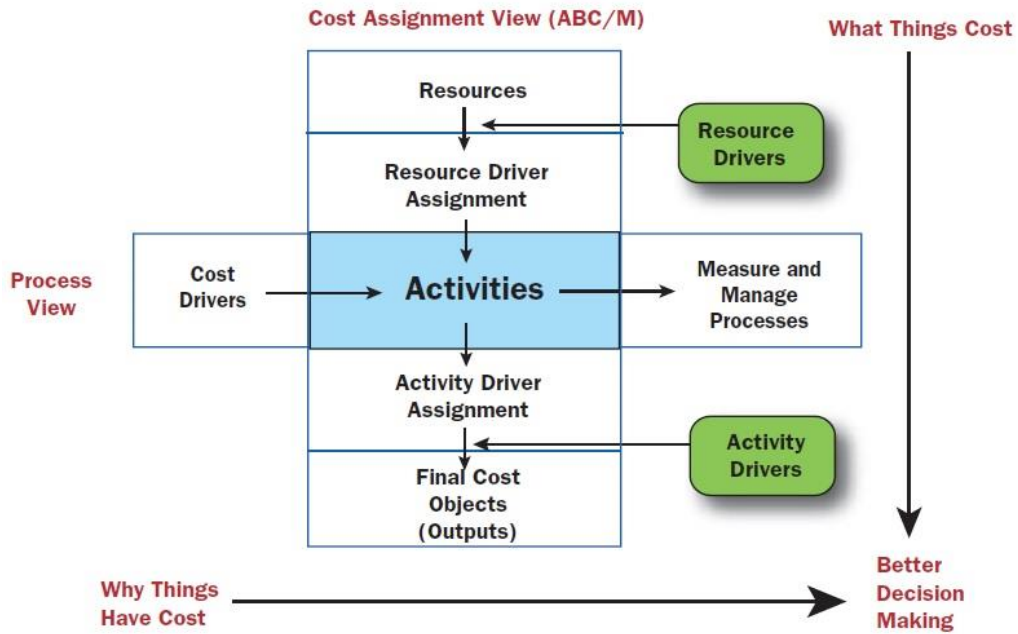 Cost Assignment View (ABC/M)
What Things Cost
Resources
Resource
Drivers
Resource Driver
Assignment
Process
View
Cost
Drivers
Activities
Measure and
Manage
Processes
Activity Driver
Assignment
Activity
Drivers
Final Cost
Objects
(Outputs)
Why Things
Have Cost
Better
Decision
Making